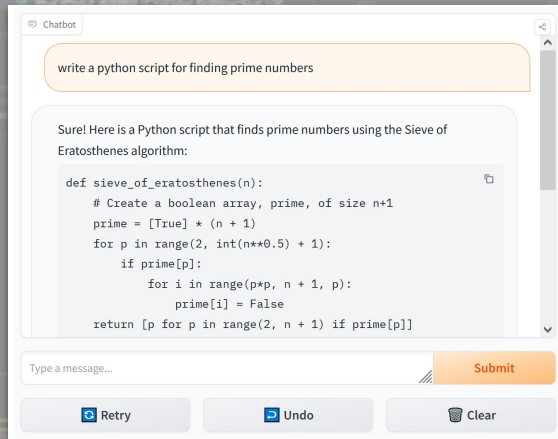 Chatbot
write a python script for finding prime numbers
Sure! Here is a Python script that finds prime numbers using the Sieve of
Eratosthenes algorithm:
def sieve_of_eratosthenes(n):
    # Create a boolean array, prime, of size n+1
    prime = [True] * (n + 1)
    for p in range(2, int(n**0.5) + 1):
        if prime[p]:
            for i in range(p*p, n + 1, p):
                prime[i] = False
    return [p for p in range(2, n + 1) if prime[p]]
Type a message...
Submit
Retry
Undo
Clear